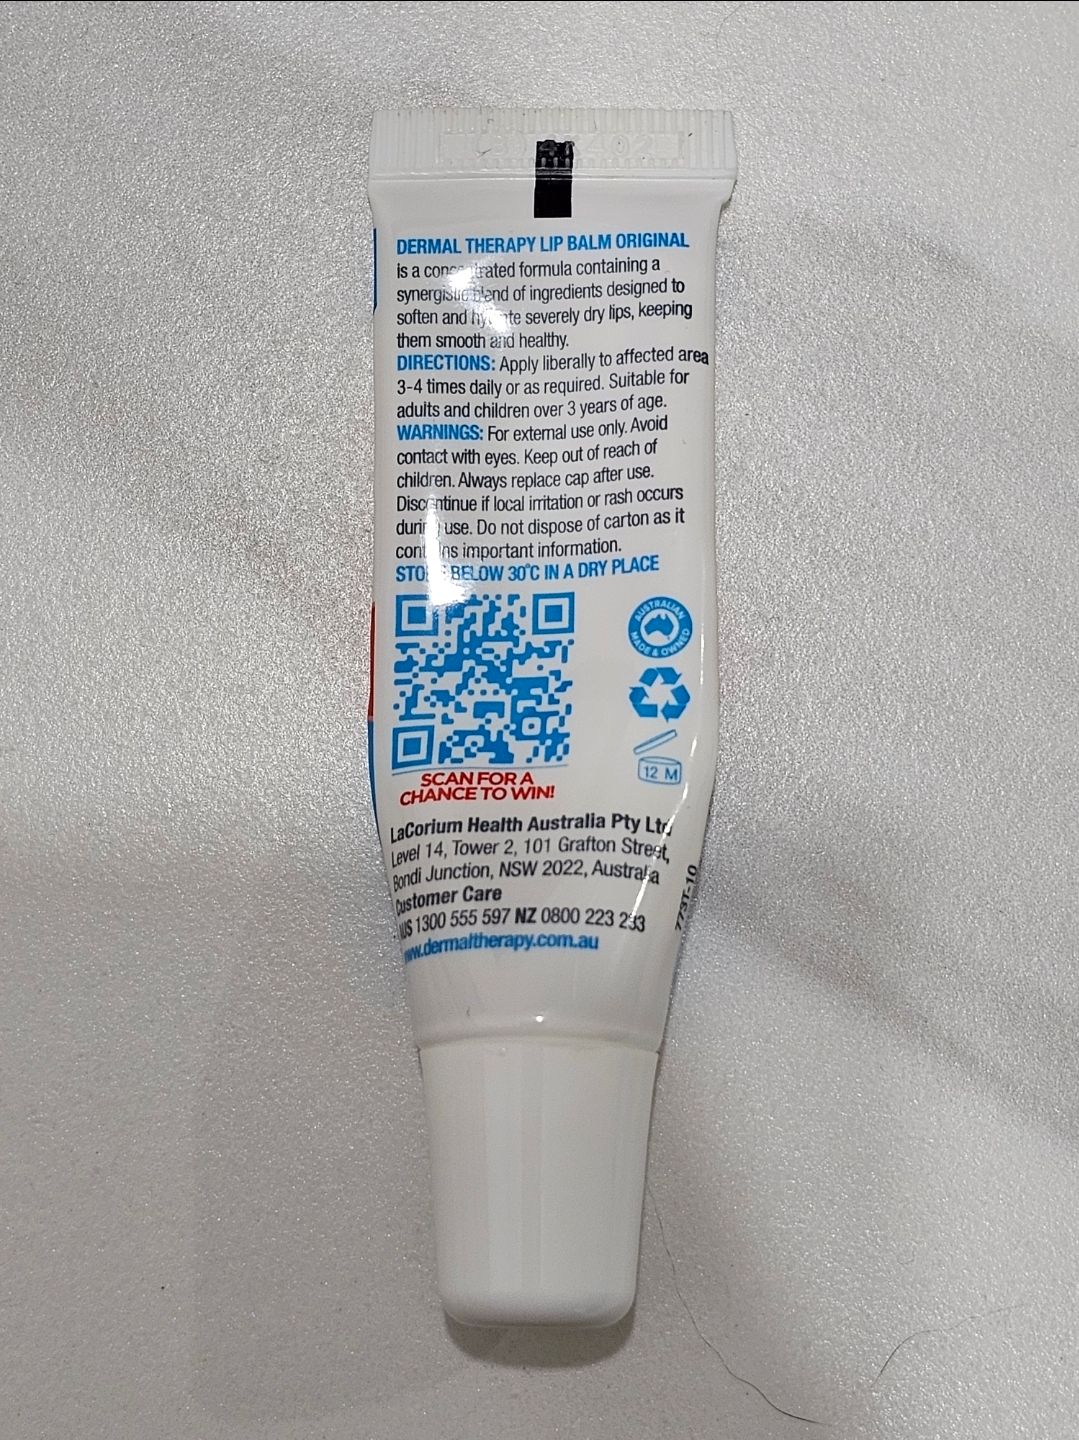 DERMAL THERAPY LIP BALM ORIGINAL
is a concentrated formula containing a
synergistic blend of ingredients designed to
soften and hydrate severely dry lips, keeping
them smooth and healthy.
DIRECTIONS: Apply liberally to affected area
3-4 times daily or as required. Suitable for
adults and children over 3 years of age.
WARNINGS: For external use only. Avoid
contact with eyes. Keep out of reach of
children. Always replace cap after use.
Discontinue if local irritation or rash occurs
during use. Do not dispose of carton as it
contains important information.
STORE BELOW 30°C IN A DRY PLACE
AUSTRALIAN
MADE & OWNED
12 M
SCAN FOR A
CHANCE TO WIN!
LaCorium Health Australia Pty Ltd
Level 14, Tower 2, 101 Grafton Street,
Bondi Junction, NSW 2022, Australia
Customer Care
AUS 1300 555 597 NZ 0800 223 233
www.dermaltherapy.com.au
773T-10